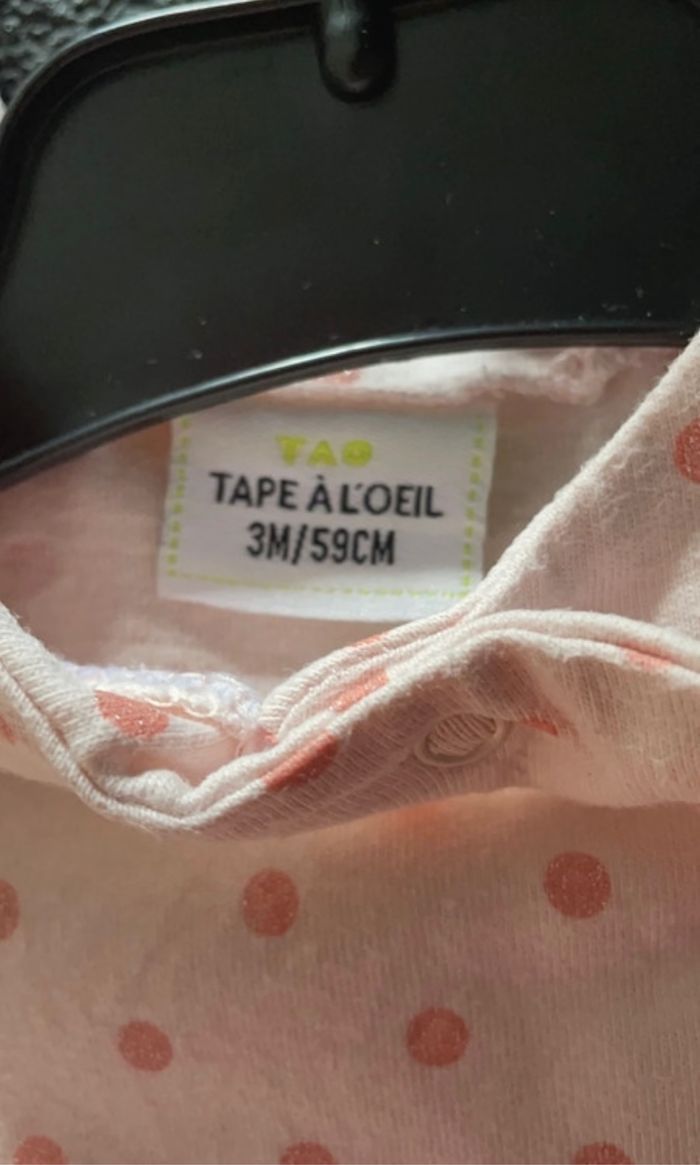 TAO
TAPE À L'OEIL
3M/59CM